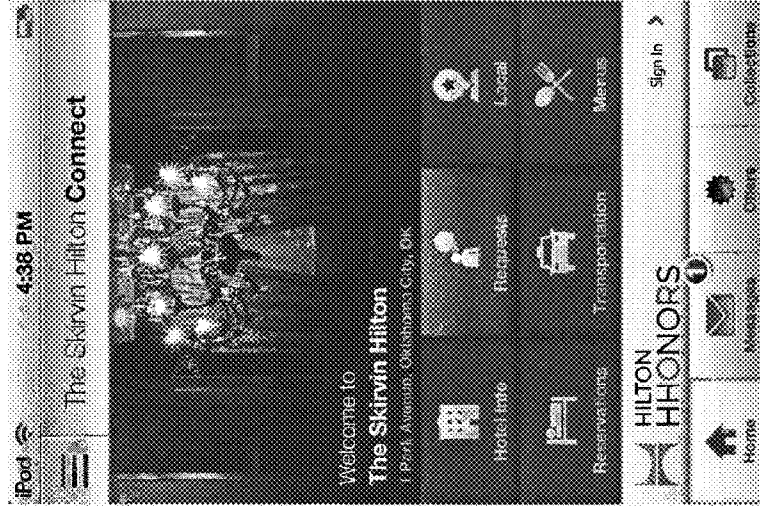 iPod 4:38 PM
The Skirvin Hilton Connect
Welcome to
The Skirvin Hilton
1 Park Avenue, Oklahoma City, OK
Hotel Info Requests Local
Reservations Transportation Menus
HILTON
HHONORS Sign In >
1
Home Messages Offers Collections